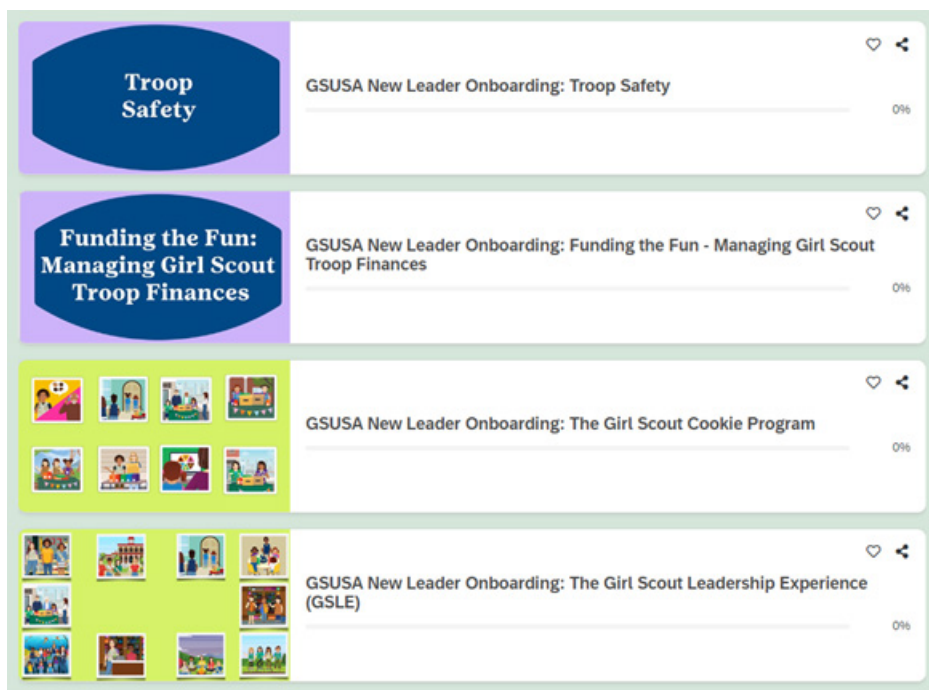 Troop
Safety
GSUSA New Leader Onboarding: Troop Safety
0%
Funding the Fun:
Managing Girl Scout
Troop Finances
GSUSA New Leader Onboarding: Funding the Fun - Managing Girl Scout
Troop Finances
0%
GSUSA New Leader Onboarding: The Girl Scout Cookie Program
0%
GSUSA New Leader Onboarding: The Girl Scout Leadership Experience
(GSLE)
0%